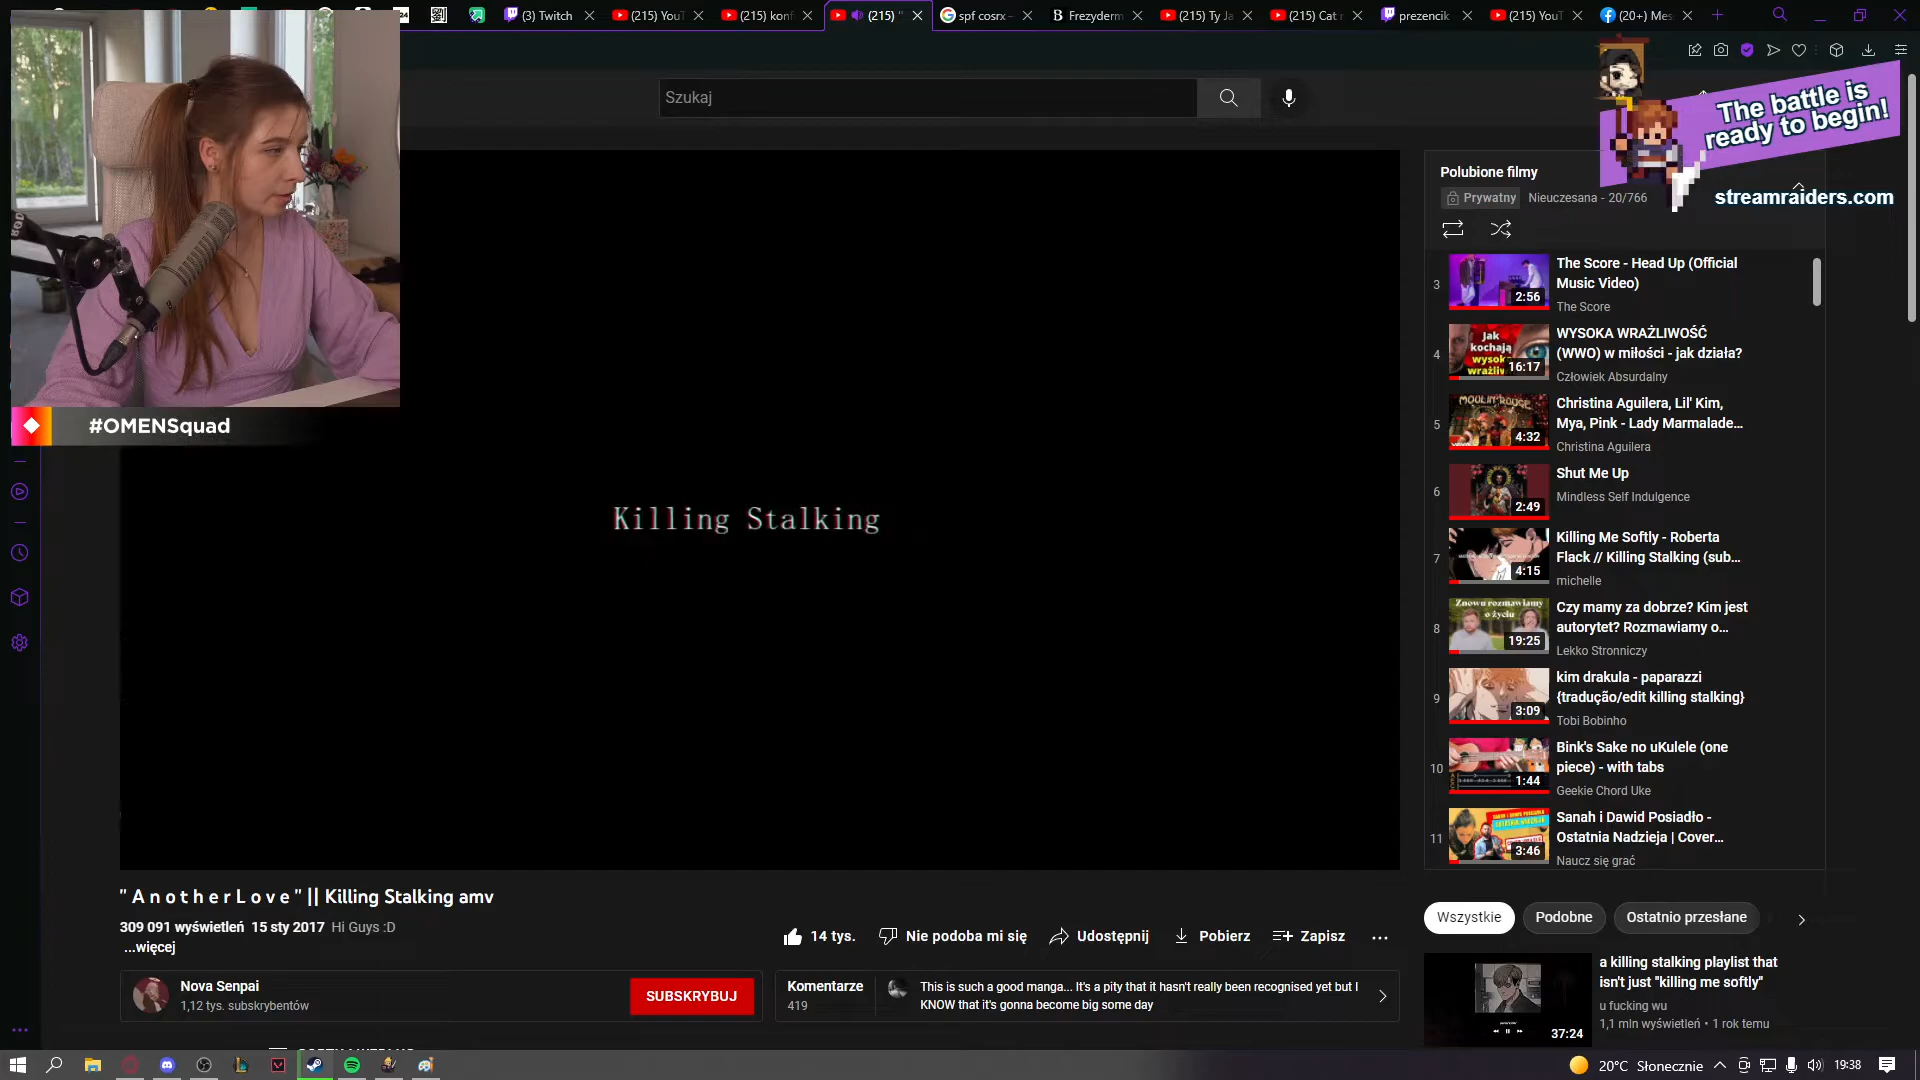 (3) Twitch
(215) YouT
(215) konf
(215) "
spf cosrx -
Frezyderm
(215) Ty Ja
(215) Cat r
prezencik
(215) YouT
(20+) Mes
Szukaj
The battle is
ready to begin!
streamraiders.com
#OMENSquad
Killing Stalking
Polubione filmy
Prywatny
Nieuczesana - 20/766
3
2:56
The Score - Head Up (Official
Music Video)
The Score
4
Jak
kochają
16:17
WYSOKA WRAŻLIWOŚĆ
(WWO) w miłości - jak działa?
Człowiek Absurdalny
5
MOULIN ROUGE
4:32
Christina Aguilera, Lil' Kim,
Mya, Pink - Lady Marmalade...
Christina Aguilera
6
2:49
Shut Me Up
Mindless Self Indulgence
7
4:15
Killing Me Softly - Roberta
Flack // Killing Stalking (sub...
michelle
8
Znowu rozmawiamy
o życiu
19:25
Czy mamy za dobrze? Kim jest
autorytet? Rozmawiamy o...
Lekko Stronniczy
9
3:09
kim drakula - paparazzi
{tradução/edit killing stalking}
Tobi Bobinho
10
1:44
Bink's Sake no uKulele (one
piece) - with tabs
Geekie Chord Uke
11
3:46
Sanah i Dawid Posiadło -
Ostatnia Nadzieja | Cover...
Naucz się grać
" A n o t h e r L o v e " || Killing Stalking amv
309 091 wyświetleń 15 sty 2017 Hi Guys :D
...więcej
14 tys.
Nie podoba mi się
Udostępnij
Pobierz
Zapisz
Nova Senpai
1,12 tys. subskrybentów
SUBSKRYBUJ
Komentarze
419
This is such a good manga... It's a pity that it hasn't really been recognised yet but I
KNOW that it's gonna become big some day
Wszystkie
Podobne
Ostatnio przesłane
37:24
a killing stalking playlist that
isn't just "killing me softly"
u fucking wu
1,1 mln wyświetleń • 1 rok temu
20°C Słonecznie
19:38